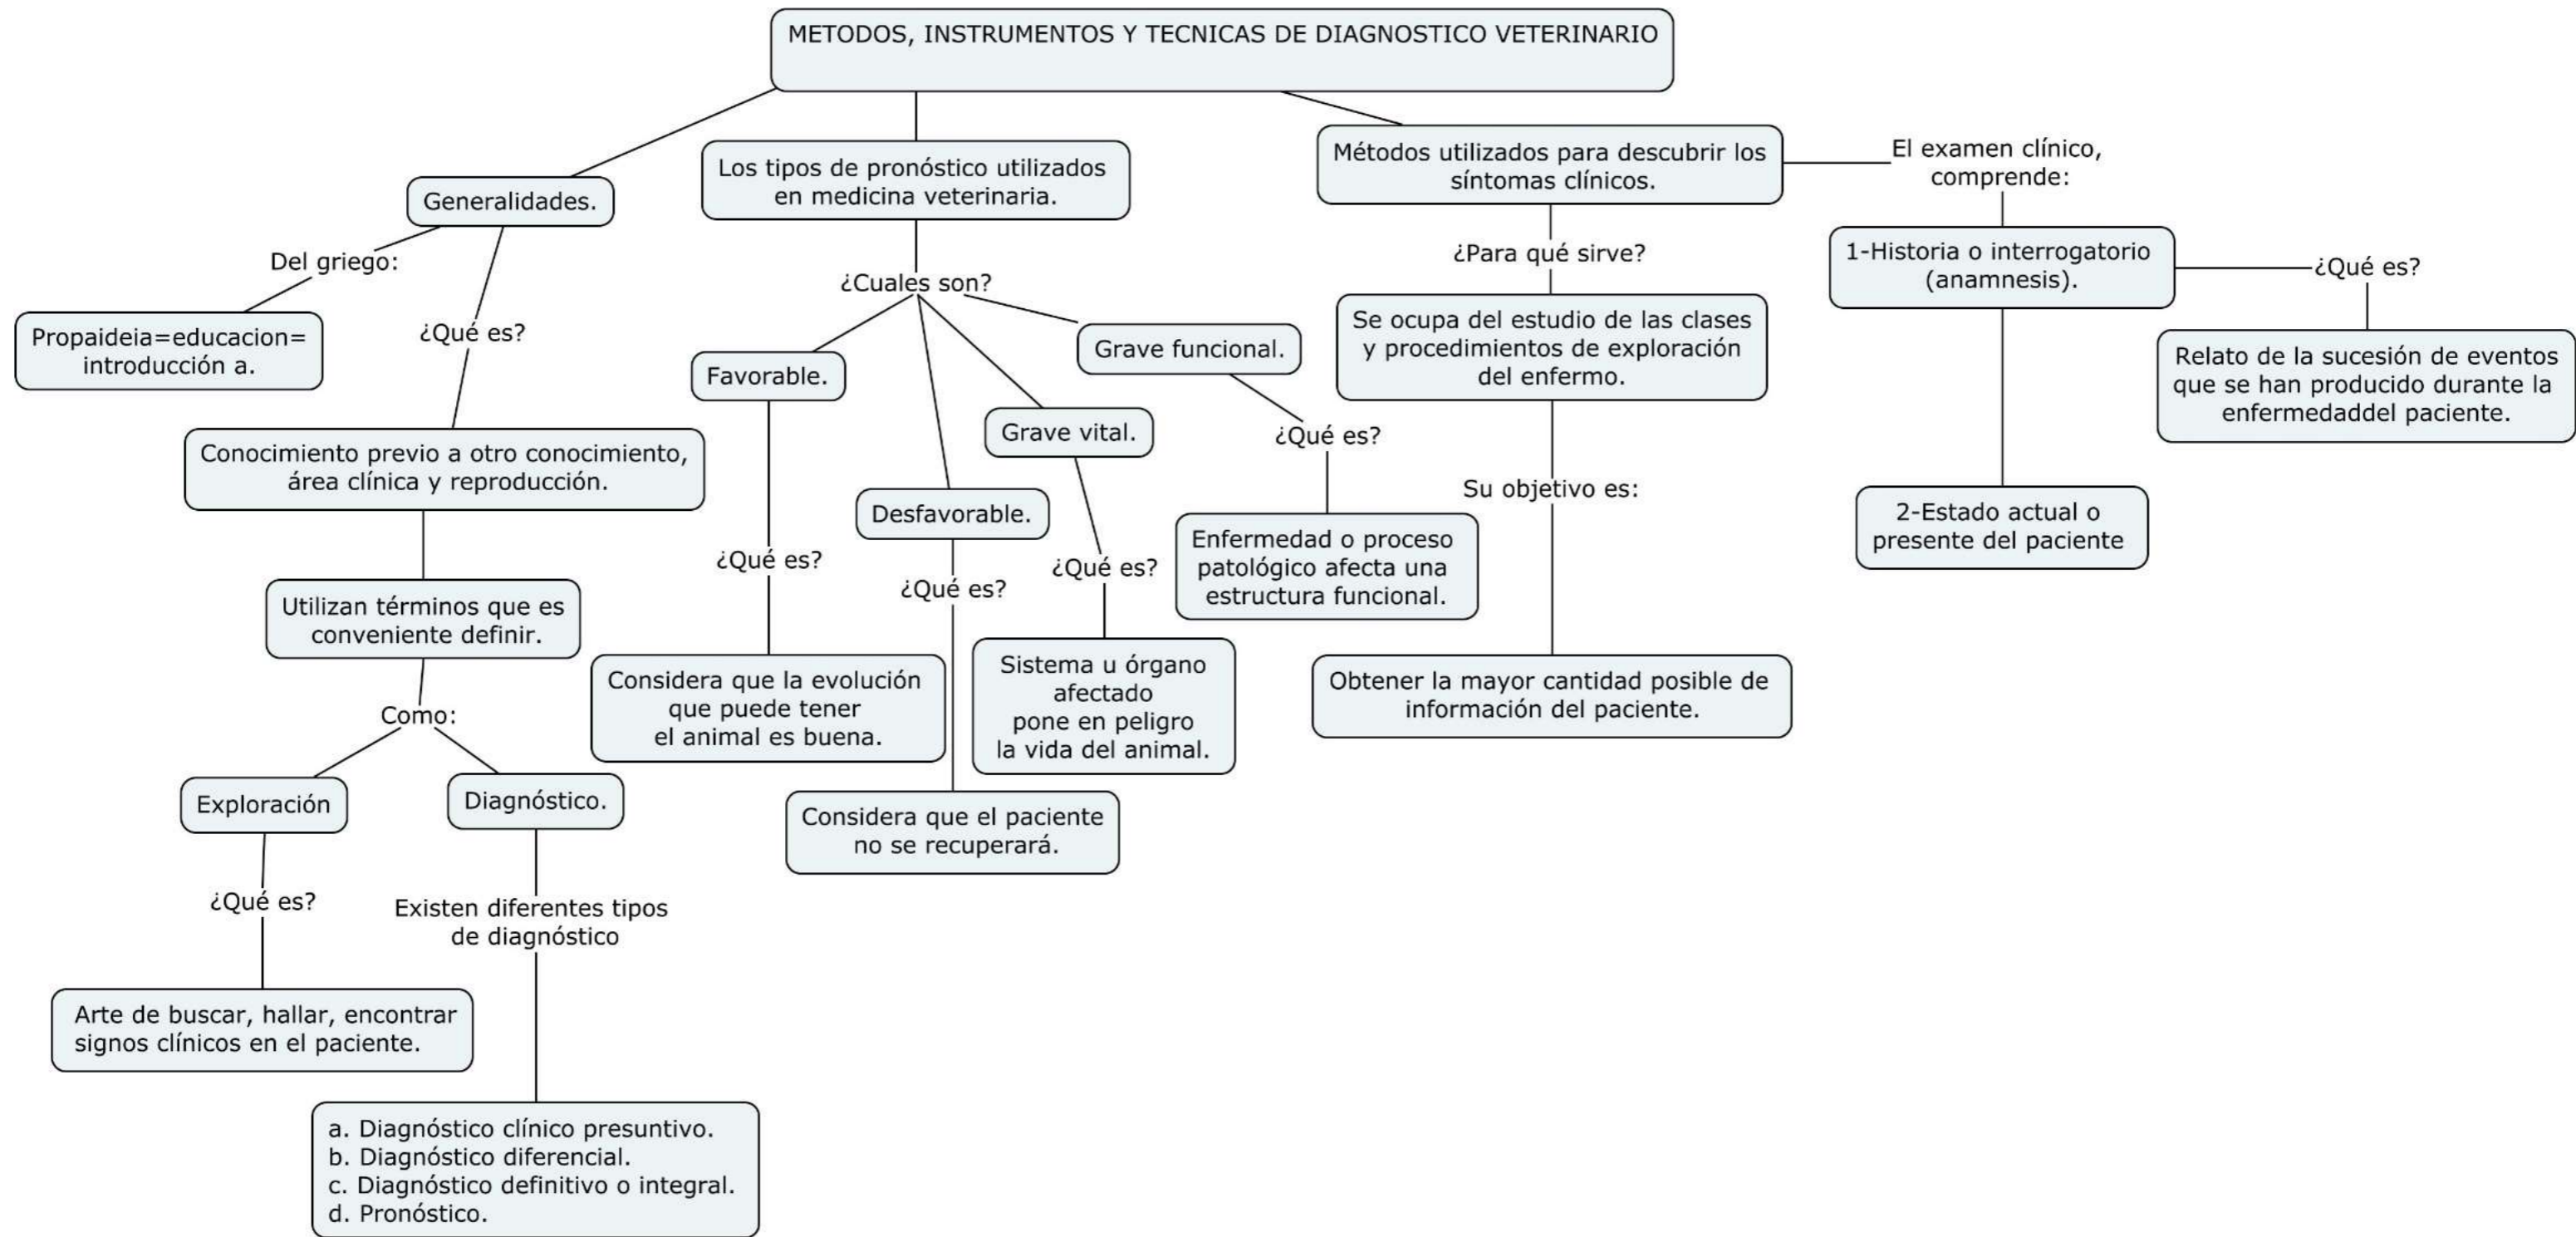 METODOS, INSTRUMENTOS Y TECNICAS DE DIAGNOSTICO VETERINARIO
Generalidades.
Del griego:
Propaideia=educacion=
introducción a.
¿Qué es?
Conocimiento previo a otro conocimiento,
área clínica y reproducción.
Utilizan términos que es
conveniente definir.
Como:
Exploración
¿Qué es?
Arte de buscar, hallar, encontrar
signos clínicos en el paciente.
Diagnóstico.
Existen diferentes tipos
de diagnóstico
a. Diagnóstico clínico presuntivo.
b. Diagnóstico diferencial.
c. Diagnóstico definitivo o integral.
d. Pronóstico.
Los tipos de pronóstico utilizados
en medicina veterinaria.
¿Cuales son?
Favorable.
¿Qué es?
Considera que la evolución
que puede tener
el animal es buena.
Desfavorable.
¿Qué es?
Considera que el paciente
no se recuperará.
Grave vital.
¿Qué es?
Sistema u órgano
afectado
pone en peligro
la vida del animal.
Grave funcional.
¿Qué es?
Enfermedad o proceso
patológico afecta una
estructura funcional.
Métodos utilizados para descubrir los
síntomas clínicos.
¿Para qué sirve?
Se ocupa del estudio de las clases
y procedimientos de exploración
del enfermo.
Su objetivo es:
Obtener la mayor cantidad posible de
información del paciente.
El examen clínico,
comprende:
1-Historia o interrogatorio
(anamnesis).
¿Qué es?
Relato de la sucesión de eventos
que se han producido durante la
enfermedaddel paciente.
2-Estado actual o
presente del paciente